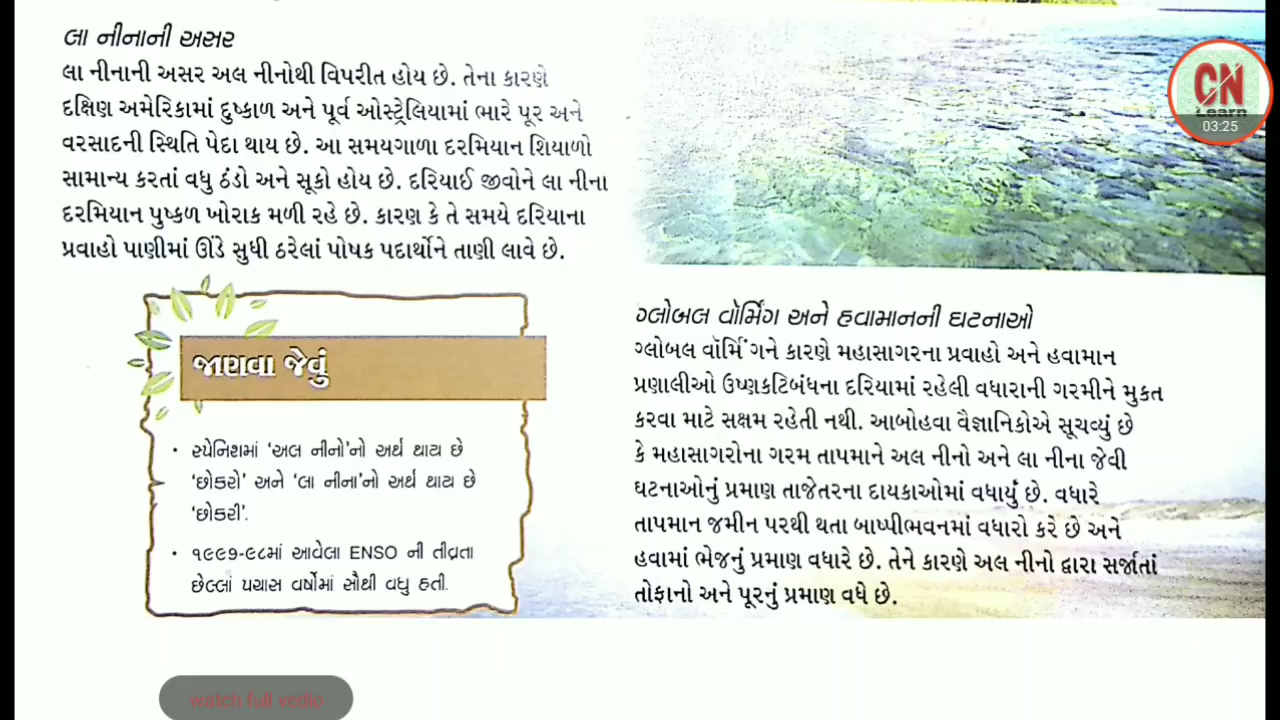 લા નીનાની અસર
લા નીનાની અસર અલ નીનોથી વિપરીત હોય છે. તેના કારણે
દક્ષિણ અમેરિકામાં દુષ્કાળ અને પૂર્વ ઓસ્ટ્રેલિયામાં ભારે પૂર અને
વરસાદની સ્થિતિ પેદા થાય છે. આ સમયગાળા દરમિયાન શિયાળો
સામાન્ય કરતાં વધુ ઠંડો અને સૂકો હોય છે. દરિયાઈ જીવોને લા નીના
દરમિયાન પુષ્કળ ખોરાક મળી રહે છે. કારણ કે તે સમયે દરિયાના
પ્રવાહો પાણીમાં ઊંડે સુધી ઠરેલાં પોષક પદાર્થોને તાણી લાવે છે.
જાણવા જેવું
• સ્પેનિશમાં ‘અલ નીનો’નો અર્થ થાય છે
‘છોકરો’ અને ‘લા નીના’નો અર્થ થાય છે
‘છોકરી’.
• ૧૯૯૭-૯૮માં આવેલા ENSO ની તીવ્રતા
છેલ્લાં પચાસ વર્ષોમાં સૌથી વધુ હતી.
CN
Learn
03:25
ગ્લોબલ વૉર્મિંગ અને હવામાનની ઘટનાઓ
ગ્લોબલ વૉર્મિંગને કારણે મહાસાગરના પ્રવાહો અને હવામાન
પ્રણાલીઓ ઉષ્ણકટિબંધના દરિયામાં રહેલી વધારાની ગરમીને મુક્ત
કરવા માટે સક્ષમ રહેતી નથી. આબોહવા વૈજ્ઞાનિકોએ સૂચવ્યું છે
કે મહાસાગરોના ગરમ તાપમાને અલ નીનો અને લા નીના જેવી
ઘટનાઓનું પ્રમાણ તાજેતરના દાયકાઓમાં વધાર્યું છે. વધારે
તાપમાન જમીન પરથી થતા બાષ્પીભવનમાં વધારો કરે છે અને
હવામાં ભેજનું પ્રમાણ વધારે છે. તેને કારણે અલ નીનો દ્વારા સર્જાતાં
તોફાનો અને પૂરનું પ્રમાણ વધે છે.
watch full vedio